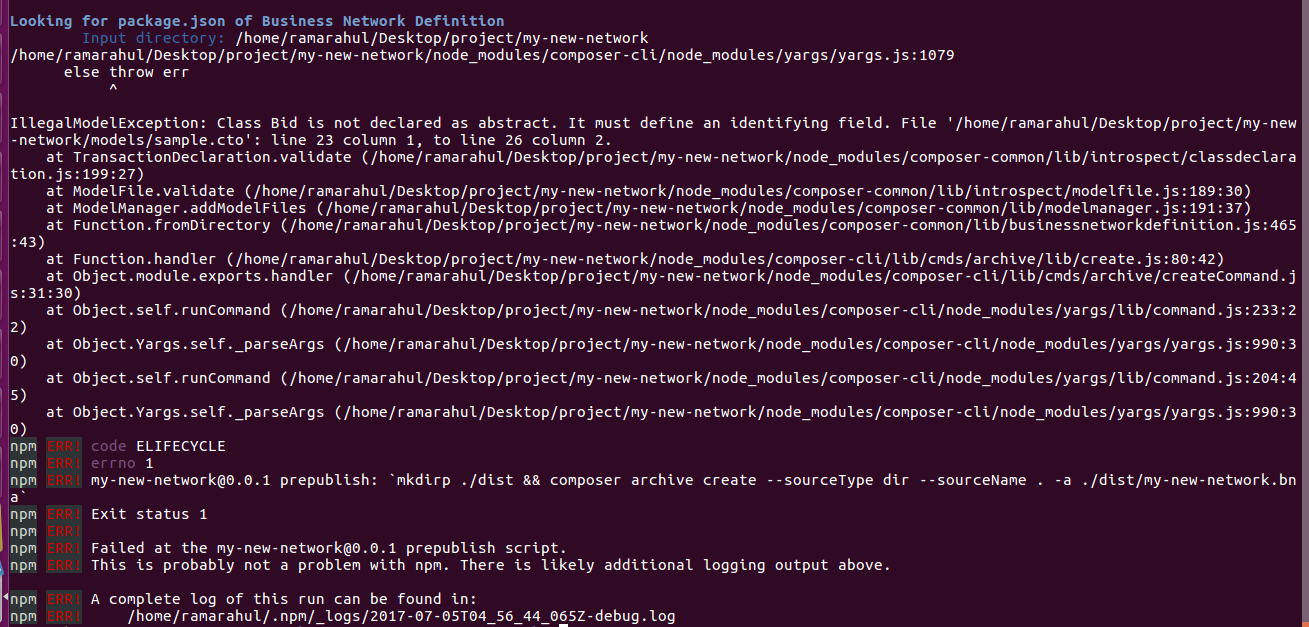 Looking for package.json of Business Network Definition
        Input directory: /home/ramarahul/Desktop/project/my-new-network
/home/ramarahul/Desktop/project/my-new-network/node_modules/composer-cli/node_modules/yargs/yargs.js:1079
      else throw err
           ^
IllegalModelException: Class Bid is not declared as abstract. It must define an identifying field. File '/home/ramarahul/Desktop/project/my-new
-network/models/sample.cto': line 23 column 1, to line 26 column 2.
    at TransactionDeclaration.validate (/home/ramarahul/Desktop/project/my-new-network/node_modules/composer-common/lib/introspect/classdeclara
tion.js:199:27)
    at ModelFile.validate (/home/ramarahul/Desktop/project/my-new-network/node_modules/composer-common/lib/introspect/modelfile.js:189:30)
    at ModelManager.addModelFiles (/home/ramarahul/Desktop/project/my-new-network/node_modules/composer-common/lib/modelmanager.js:191:37)
    at Function.fromDirectory (/home/ramarahul/Desktop/project/my-new-network/node_modules/composer-common/lib/businessnetworkdefinition.js:465
:43)
    at Function.handler (/home/ramarahul/Desktop/project/my-new-network/node_modules/composer-cli/lib/cmds/archive/lib/create.js:80:42)
    at Object.module.exports.handler (/home/ramarahul/Desktop/project/my-new-network/node_modules/composer-cli/lib/cmds/archive/createCommand.j
s:31:30)
    at Object.self.runCommand (/home/ramarahul/Desktop/project/my-new-network/node_modules/composer-cli/node_modules/yargs/lib/command.js:233:2
2)
    at Object.Yargs.self._parseArgs (/home/ramarahul/Desktop/project/my-new-network/node_modules/composer-cli/node_modules/yargs/yargs.js:990:3
0)
    at Object.self.runCommand (/home/ramarahul/Desktop/project/my-new-network/node_modules/composer-cli/node_modules/yargs/lib/command.js:204:4
5)
    at Object.Yargs.self._parseArgs (/home/ramarahul/Desktop/project/my-new-network/node_modules/composer-cli/node_modules/yargs/yargs.js:990:3
0)
npm ERR! code ELIFECYCLE
npm ERR! errno 1
npm ERR! my-new-network@0.0.1 prepublish: `mkdirp ./dist && composer archive create --sourceType dir --sourceName . -a ./dist/my-new-network.bn
a`
npm ERR! Exit status 1
npm ERR!
npm ERR! Failed at the my-new-network@0.0.1 prepublish script.
npm ERR! This is probably not a problem with npm. There is likely additional logging output above.
npm ERR! A complete log of this run can be found in:
npm ERR!     /home/ramarahul/.npm/_logs/2017-07-05T04_56_44_065Z-debug.log